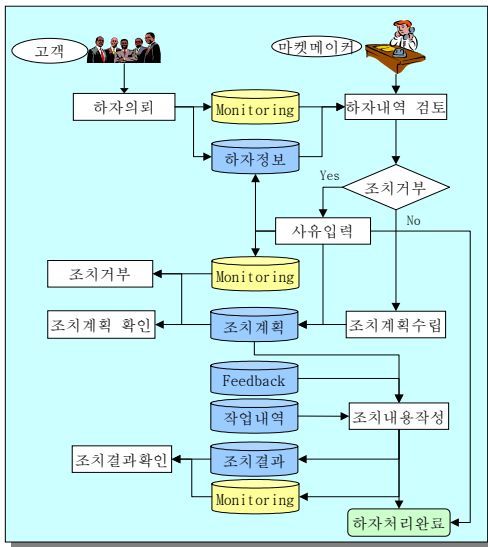 고객
마켓메이커
하자의뢰
Monitoring
하자내역 검토
하자정보
Yes
조치거부
No
사유입력
조치거부
Monitoring
조치계획 확인
조치계획
조치계획수립
Feedback
작업내역
조치내용작성
조치결과확인
조치결과
Monitoring
하자처리완료